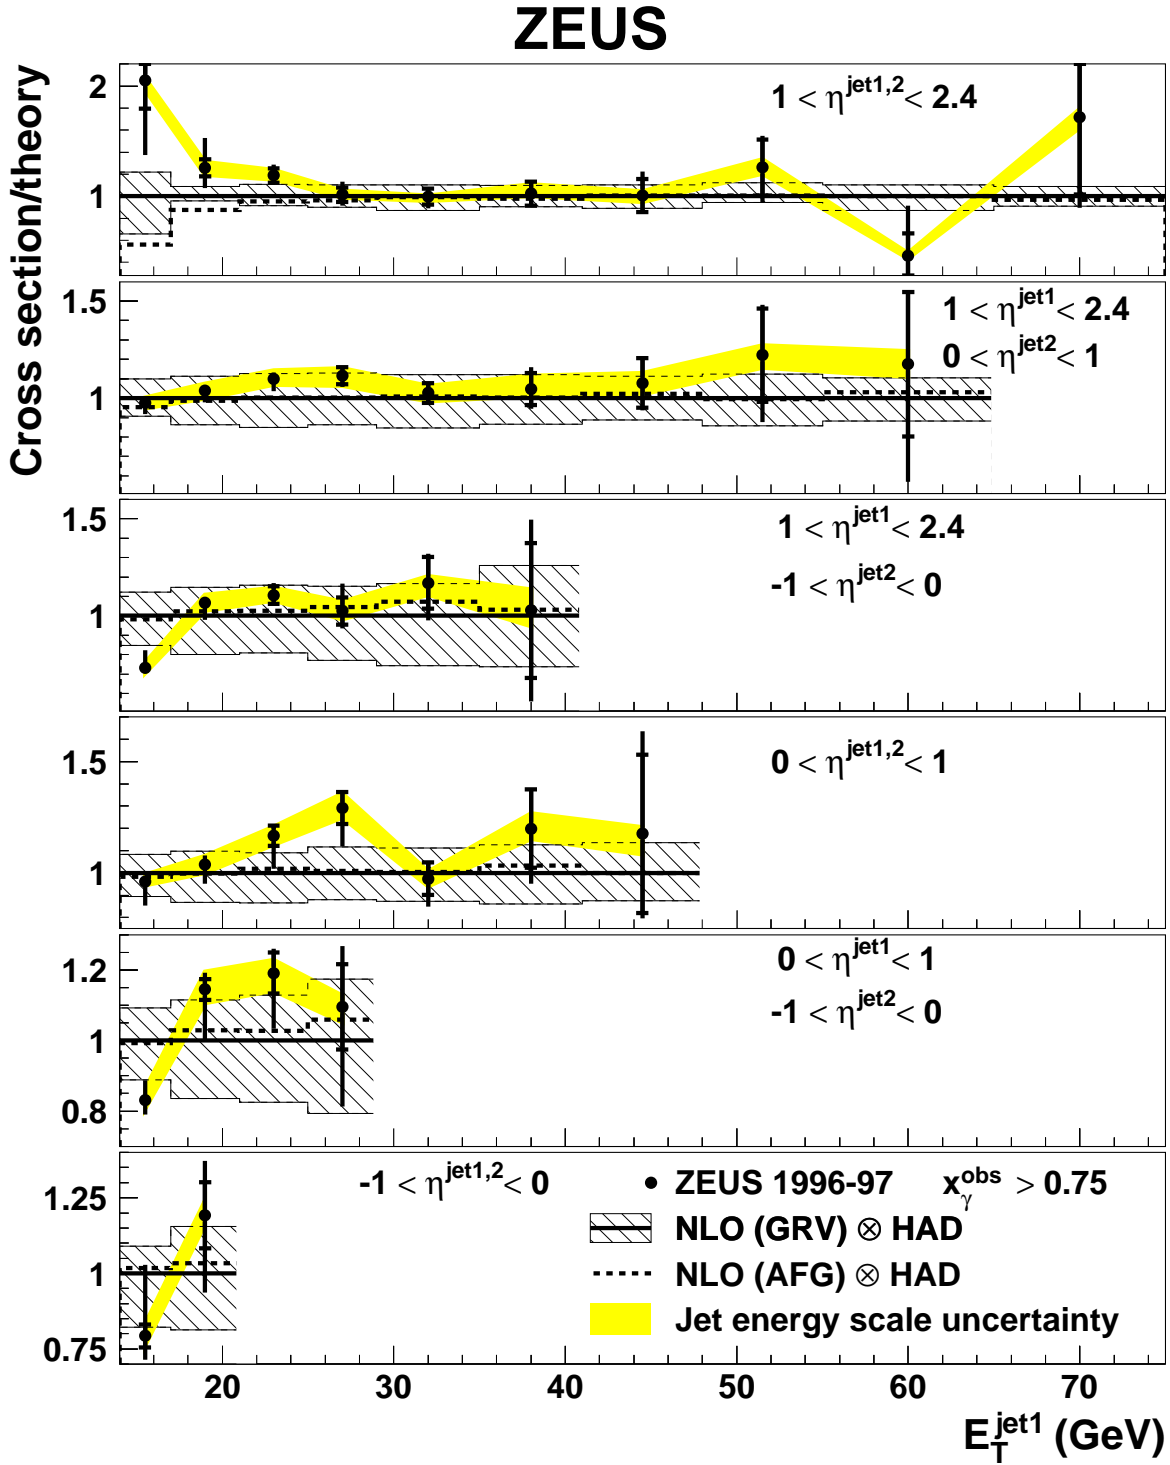 ZEUS
Cross section/theory
2
1
1 < η^jet1,2 < 2.4
1.5
1
1 < η^jet1 < 2.4
0 < η^jet2 < 1
1.5
1
1 < η^jet1 < 2.4
-1 < η^jet2 < 0
1.5
1
0 < η^jet1,2 < 1
1.2
1
0.8
0 < η^jet1 < 1
-1 < η^jet2 < 0
1.25
1
0.75
-1 < η^jet1,2 < 0
ZEUS 1996-97 x_γ^obs > 0.75
NLO (GRV) ⊗ HAD
NLO (AFG) ⊗ HAD
Jet energy scale uncertainty
20 30 40 50 60 70
E_T^jet1 (GeV)